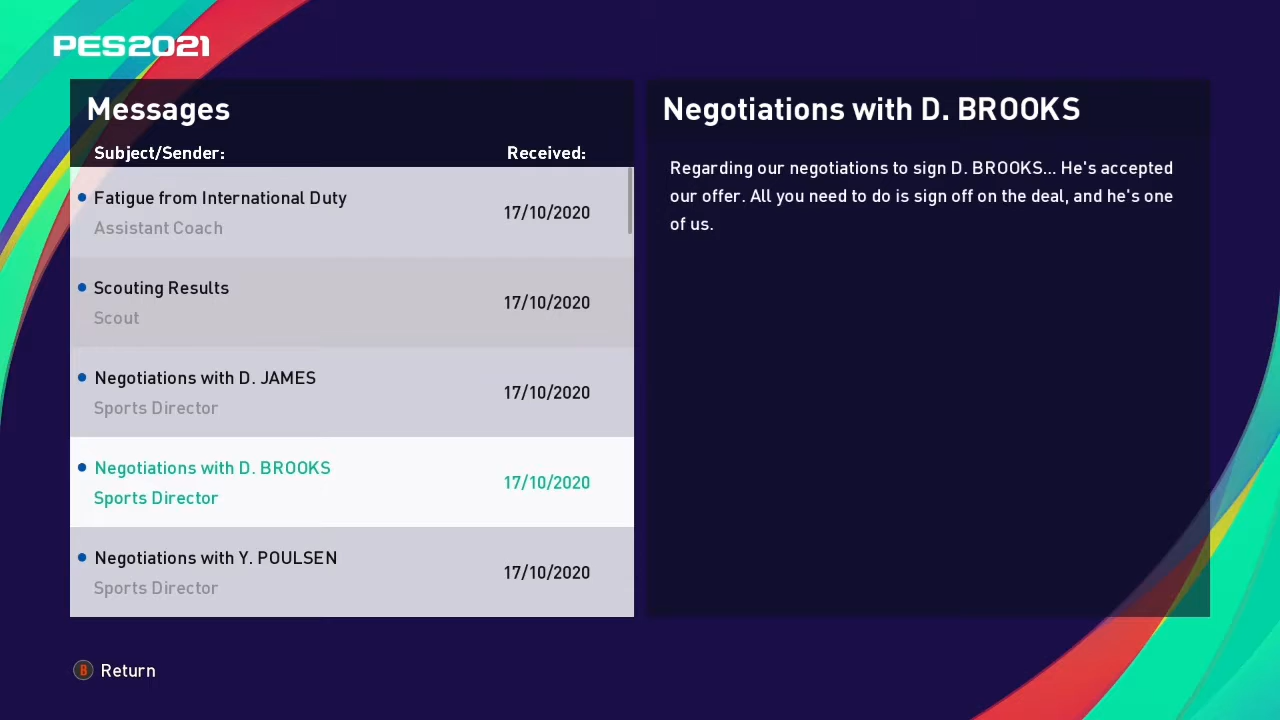 PES2021
Messages
Subject/Sender:
Received:
Fatigue from International Duty
Assistant Coach
17/10/2020
Scouting Results
Scout
17/10/2020
Negotiations with D. JAMES
Sports Director
17/10/2020
Negotiations with D. BROOKS
Sports Director
17/10/2020
Negotiations with Y. POULSEN
Sports Director
17/10/2020
Negotiations with D. BROOKS
Regarding our negotiations to sign D. BROOKS... He's accepted
our offer. All you need to do is sign off on the deal, and he's one
of us.
B Return